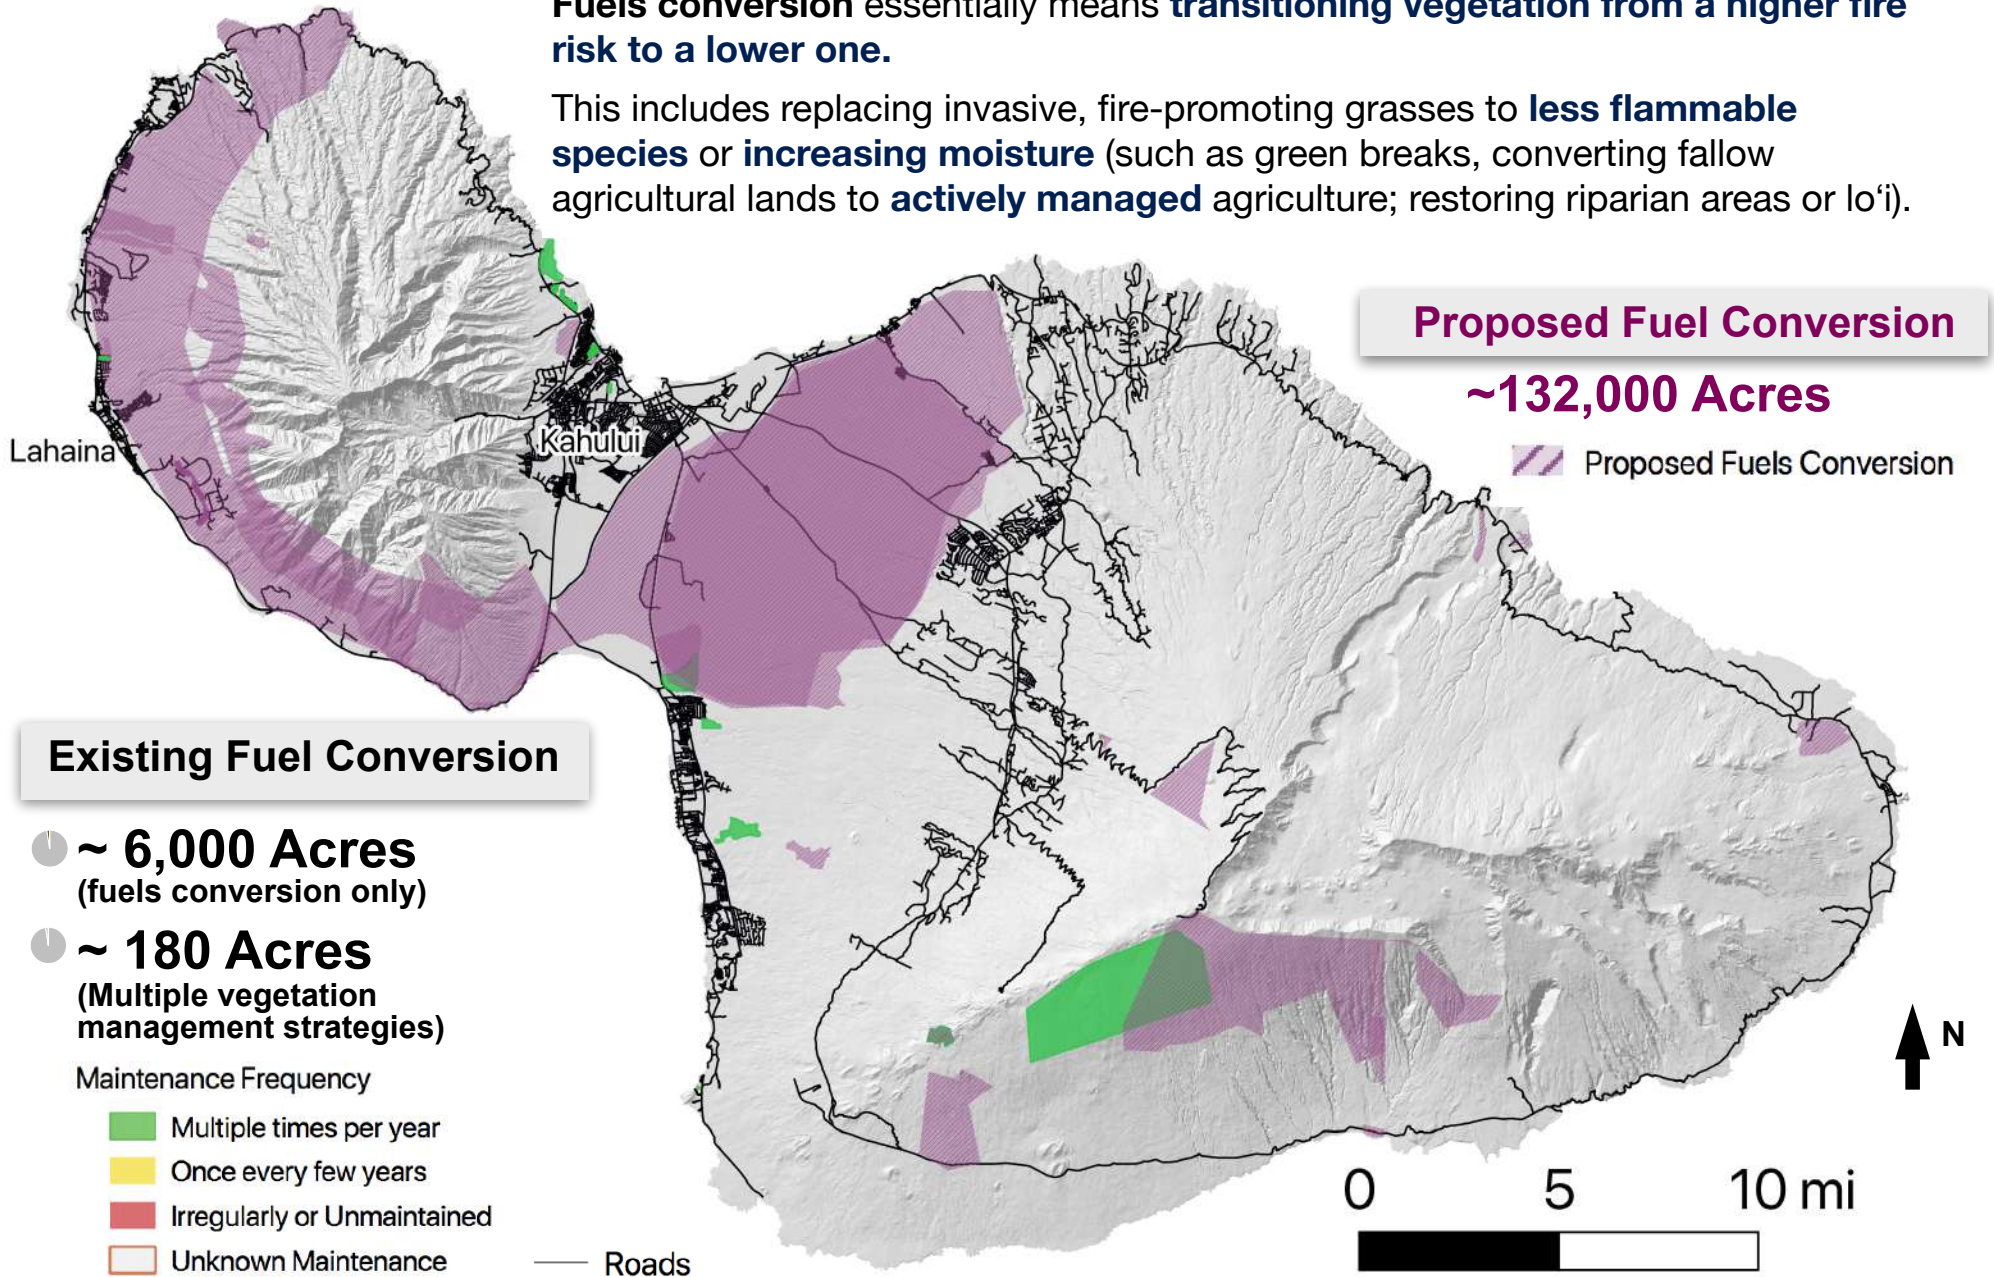 Fuels conversion essentially means transitioning vegetation from a higher fire
risk to a lower one.
This includes replacing invasive, fire-promoting grasses to less flammable
species or increasing moisture (such as green breaks, converting fallow
agricultural lands to actively managed agriculture; restoring riparian areas or loʻi).
Proposed Fuel Conversion
~132,000 Acres
Proposed Fuels Conversion
Lahaina
Kahului
Existing Fuel Conversion
~ 6,000 Acres
(fuels conversion only)
~ 180 Acres
(Multiple vegetation
management strategies)
Maintenance Frequency
Multiple times per year
Once every few years
Irregularly or Unmaintained
Unknown Maintenance
Roads
N
0 5 10 mi